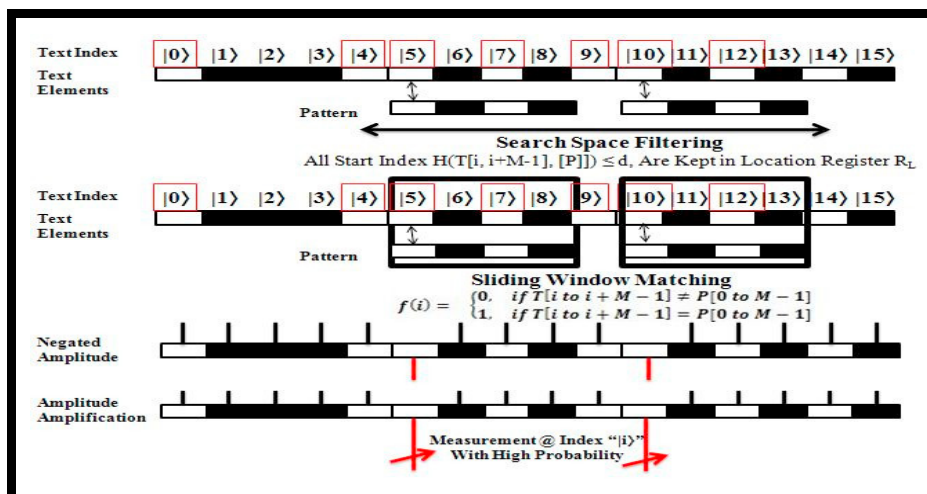 Text Index |0⟩ |1⟩ |2⟩ |3⟩ |4⟩ |5⟩ |6⟩ |7⟩ |8⟩ 9⟩ |10⟩ |11⟩ |12⟩ |13⟩ |14⟩ |15⟩
Text
Elements
Pattern
Search Space Filtering
All Start Index H(T[i, i+M-1], [P]]) ≤ d, Are Kept in Location Register R_L
Text Index |0⟩ |1⟩ |2⟩ |3⟩ |4⟩ |5⟩ |6⟩ |7⟩ |8⟩ 9⟩ |10⟩ |11⟩ |12⟩ |13⟩ |14⟩ |15⟩
Text
Elements
Pattern
Sliding Window Matching
f(i) = {0, if T[i to i + M − 1] ≠ P[0 to M − 1]
{1, if T[i to i + M − 1] = P[0 to M − 1]
Negated
Amplitude
Amplitude
Amplification
Measurement @ Index “|i⟩”
With High Probability